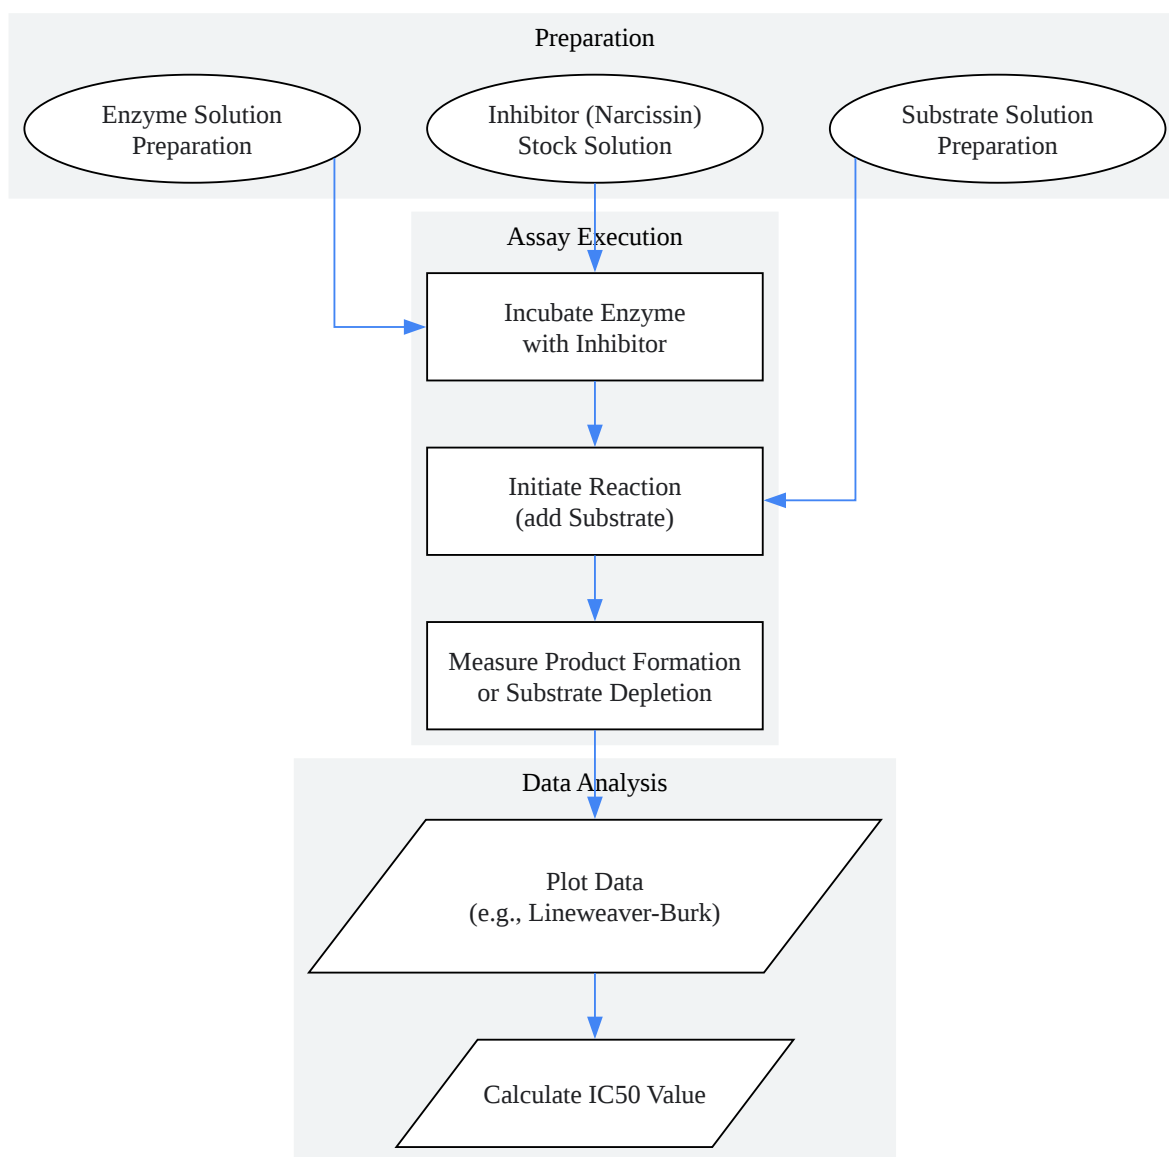 Preparation
Enzyme Solution
Preparation
Inhibitor (Narcissin)
Stock Solution
Substrate Solution
Preparation
Assay Execution
Incubate Enzyme
with Inhibitor
Initiate Reaction
(add Substrate)
Measure Product Formation
or Substrate Depletion
Data Analysis
Plot Data
(e.g., Lineweaver-Burk)
Calculate IC50 Value